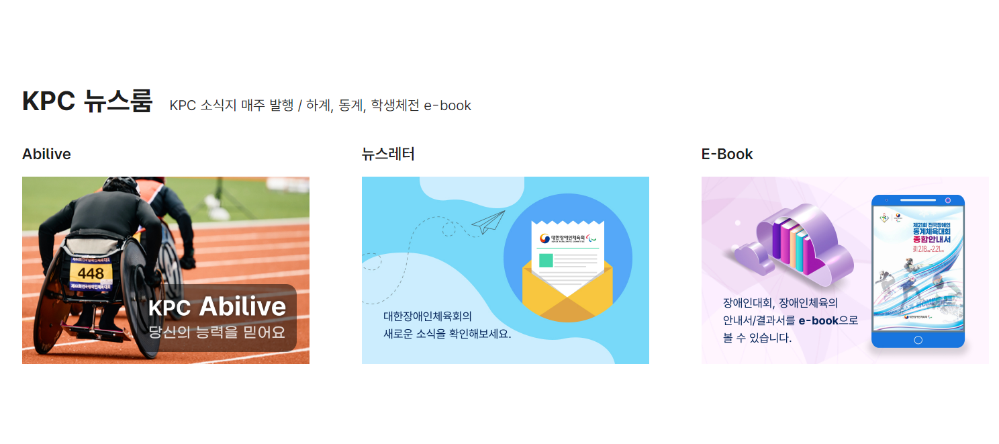 KPC 뉴스룸 KPC 소식지 매주 발행 / 하계, 동계, 학생체전 e-book
Abilive
448
KPC Abilive
당신의 능력을 믿어요
뉴스레터
대한장애인체육회
대한장애인체육회의
새로운 소식을 확인해보세요.
E-Book
장애인대회, 장애인체육의
안내서/결과서를 e-book으로
볼 수 있습니다.
제21회 전국장애인
동계체육대회
종합안내서
2.18. - 2.21.